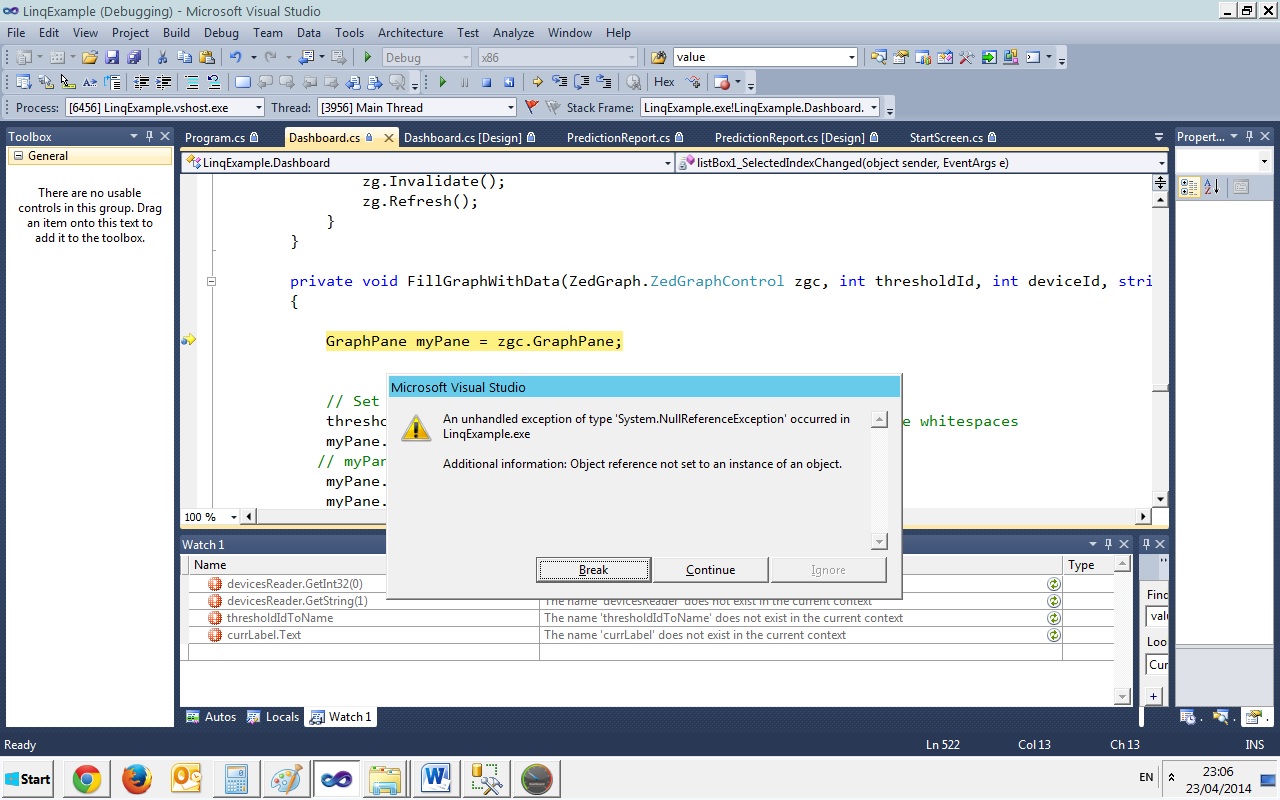 LinqExample (Debugging) - Microsoft Visual Studio
File Edit View Project Build Debug Team Data Tools Architecture Test Analyze Window Help
Debug x86 value
Hex
Process: [6456] LinqExample.vshost.exe Thread: [3956] Main Thread Stack Frame: LinqExample.exe!LinqExample.Dashboard.
Toolbox
Program.cs Dashboard.cs Dashboard.cs [Design] PredictionReport.cs PredictionReport.cs [Design] StartScreen.cs
Propert...
General
LinqExample.Dashboard
listBox1_SelectedIndexChanged(object sender, EventArgs e)
There are no usable
controls in this group. Drag
an item onto this text to
add it to the toolbox.
zg.Invalidate();
zg.Refresh();
}
}
private void FillGraphWithData(ZedGraph.ZedGraphControl zgc, int thresholdId, int deviceId, stri
{
GraphPane myPane = zgc.GraphPane;
// Set
thresho
e whitespaces
myPane.
// myPan
myPane.
myPane.
100 %
Microsoft Visual Studio
An unhandled exception of type 'System.NullReferenceException' occurred in
LinqExample.exe
Additional information: Object reference not set to an instance of an object.
Break Continue Ignore
Watch 1
Name Type
devicesReader.GetInt32(0)
devicesReader.GetString(1) The name 'devicesReader' does not exist in the current context
thresholdIdToName The name 'thresholdIdToName' does not exist in the current context
currLabel.Text The name 'currLabel' does not exist in the current context
Find
valu
Loo
Cur
Autos Locals Watch 1
Ready Ln 522 Col 13 Ch 13 INS
Start
EN
23:06
23/04/2014